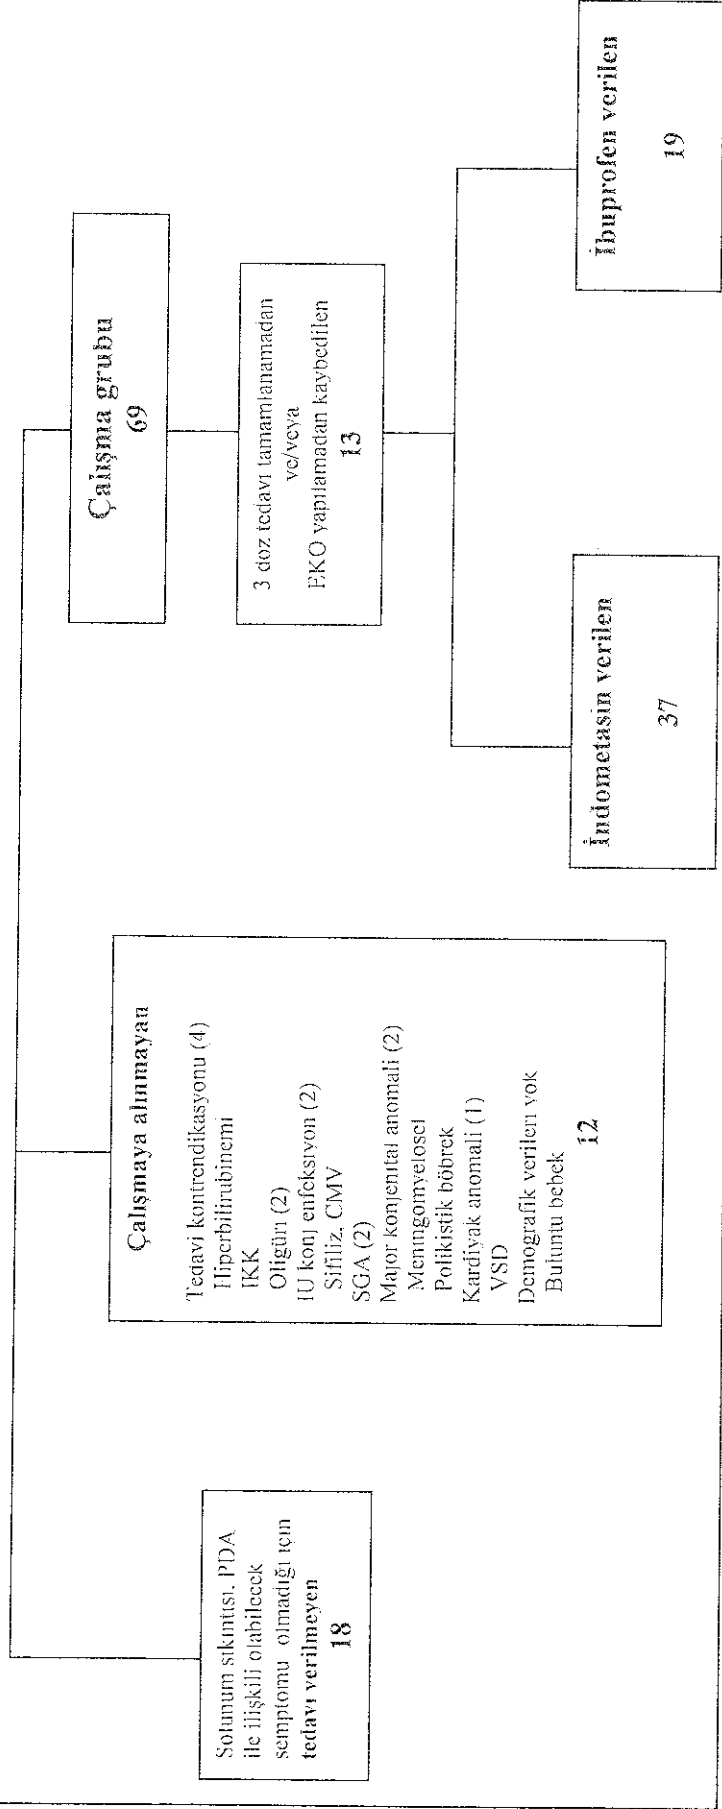 Solunum sıkıntısı, PDA
ile ilişkili olabilecek
semptomu olmadığı için
tedavi verilmeyen
18
Çalışmaya alınmayan
Tedavi kontrendikasyonu (4)
Hiperbilirubinemi
IKK
Oligüri (2)
IU konj enfeksiyon (2)
Sifiliz, CMV
SGA (2)
Major konjenital anomali (2)
Meningomyelosel
Polikistik böbrek
Kardiyak anomali (1)
VSD
Demografik verileri yok
Buluntu bebek
12
Çalışma grubu
69
3 doz tedavi tamamlanamadan
ve/veya
EKO yapılamadan kaybedilen
13
İndometasin verilen
37
İbuprofen verilen
19